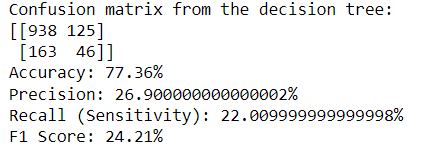 Confusion matrix from the decision tree:
[[938 125]
 [163  46]]
Accuracy: 77.36%
Precision: 26.900000000000002%
Recall (Sensitivity): 22.009999999999998%
F1 Score: 24.21%